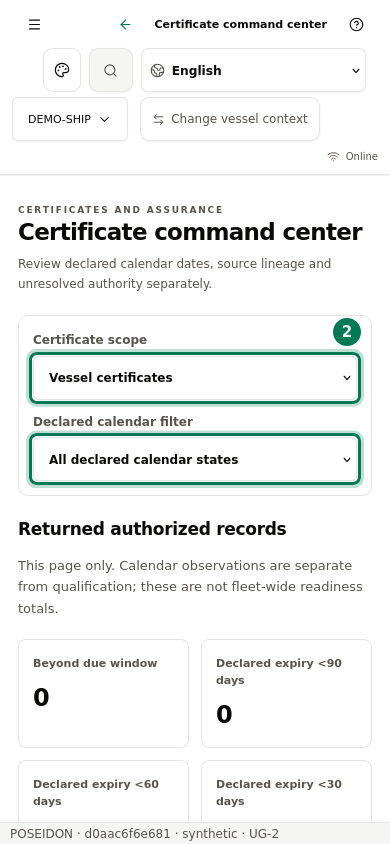 Certificate command center
English
DEMO-SHIP
Change vessel context
Online
CERTIFICATES AND ASSURANCE
Certificate command center
Review declared calendar dates, source lineage and
unresolved authority separately.
2
Certificate scope
Vessel certificates
Declared calendar filter
All declared calendar states
Returned authorized records
This page only. Calendar observations are separate
from qualification; these are not fleet-wide readiness
totals.
Beyond due window
0
Declared expiry <90
days
0
Declared expiry <60
days
Declared expiry <30
days
POSEIDON · d0aac6f6e681 · synthetic · UG-2